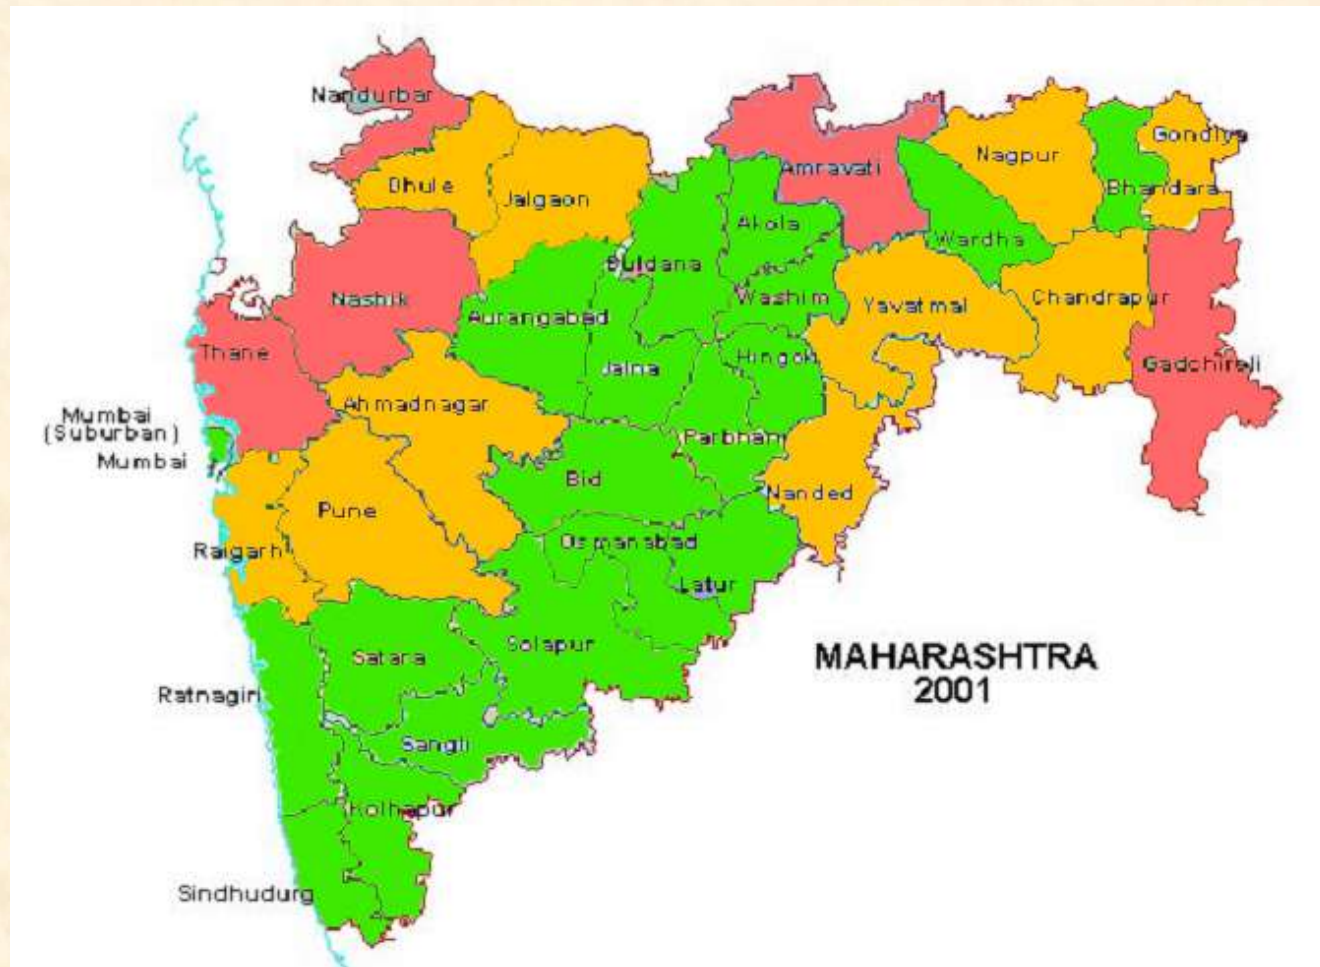 Nandurbar
Gondiya
Nagpur
Amravati
Dhule
Bhandara
Jalgaon
Akola
Wardha
Buldana
Nashik
Washim
Chandrapur
Yavatmal
Aurangabad
Thane
Hingoli
Jalna
Gadchiroli
Ahmadnagar
Mumbai
(Suburban)
Parbhani
Mumbai
Bid
Nanded
Pune
Osmanabad
Raigarh
Latur
Solapur
Satara
MAHARASHTRA
2001
Ratnagiri
Sangli
Kolhapur
Sindhudurg